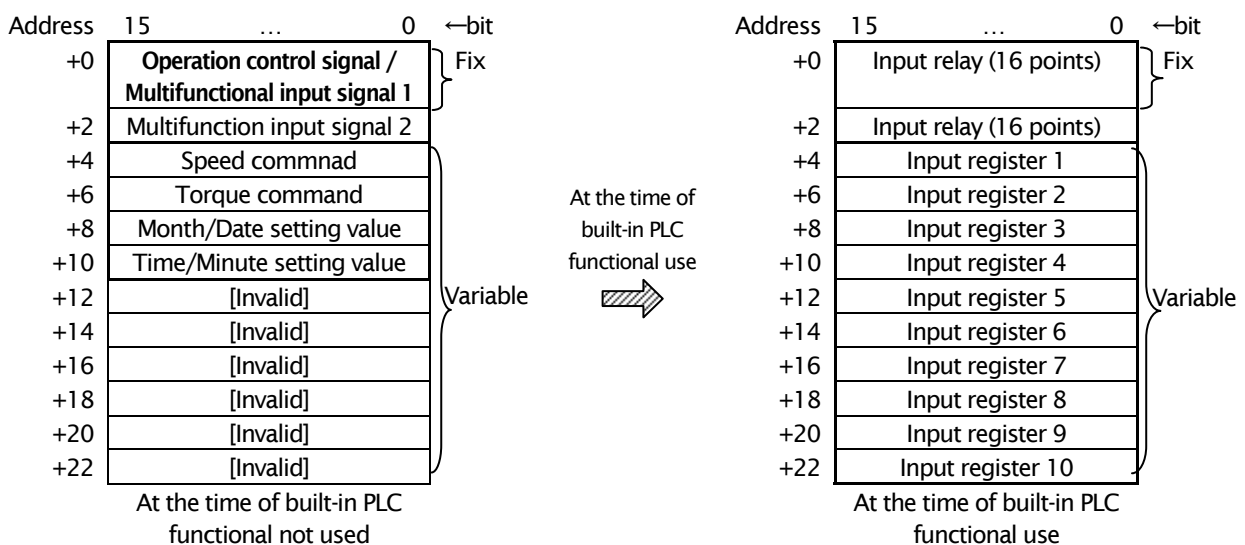 Address 15 … 0 ←bit
+0 Operation control signal / Multifunctional input signal 1 Fix
+2 Multifunction input signal 2
+4 Speed commnad
+6 Torque command
+8 Month/Date setting value
+10 Time/Minute setting value
+12 [Invalid]
+14 [Invalid]
+16 [Invalid]
+18 [Invalid]
+20 [Invalid]
+22 [Invalid]
Variable
At the time of built-in PLC
functional not used
At the time of
built-in PLC
functional use
Address 15 … 0 ←bit
+0 Input relay (16 points) Fix
+2 Input relay (16 points)
+4 Input register 1
+6 Input register 2
+8 Input register 3
+10 Input register 4
+12 Input register 5
+14 Input register 6
+16 Input register 7
+18 Input register 8
+20 Input register 9
+22 Input register 10
Variable
At the time of built-in PLC
functional use